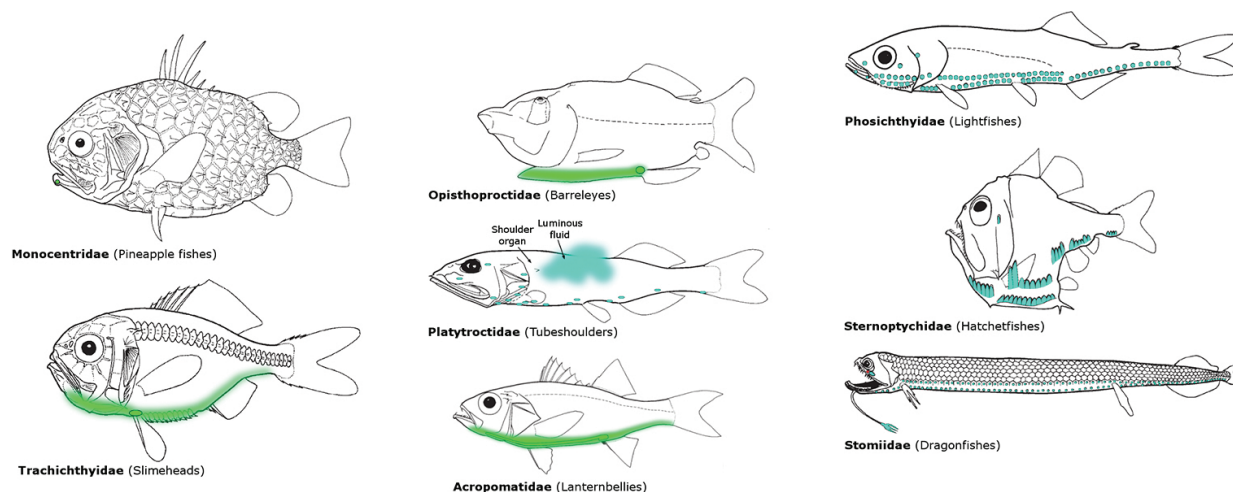 Monocentridae (Pineapple fishes)
Trachichthyidae (Slimeheads)
Opisthoproctidae (Barreleyes)
Shoulder
organ
Luminous
fluid
Platytroctidae (Tubeshoulders)
Acropomatidae (Lanternbellies)
Phosichthyidae (Lightfishes)
Sternoptychidae (Hatchetfishes)
Stomiidae (Dragonfishes)